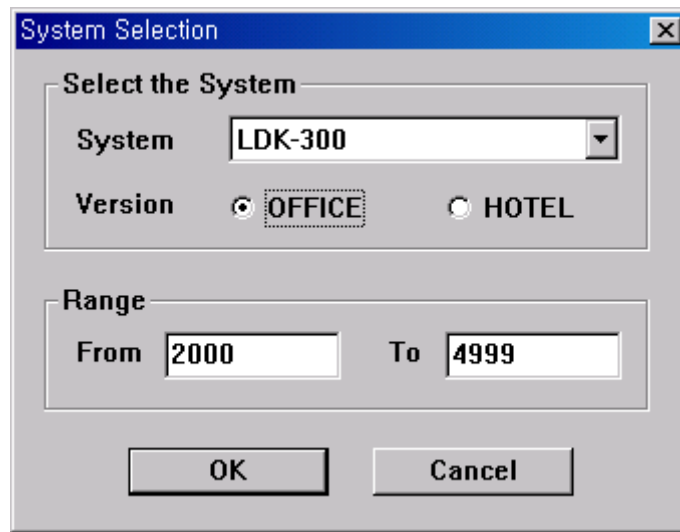 System Selection
Select the System
System LDK-300
Version OFFICE HOTEL
Range
From 2000 To 4999
OK Cancel